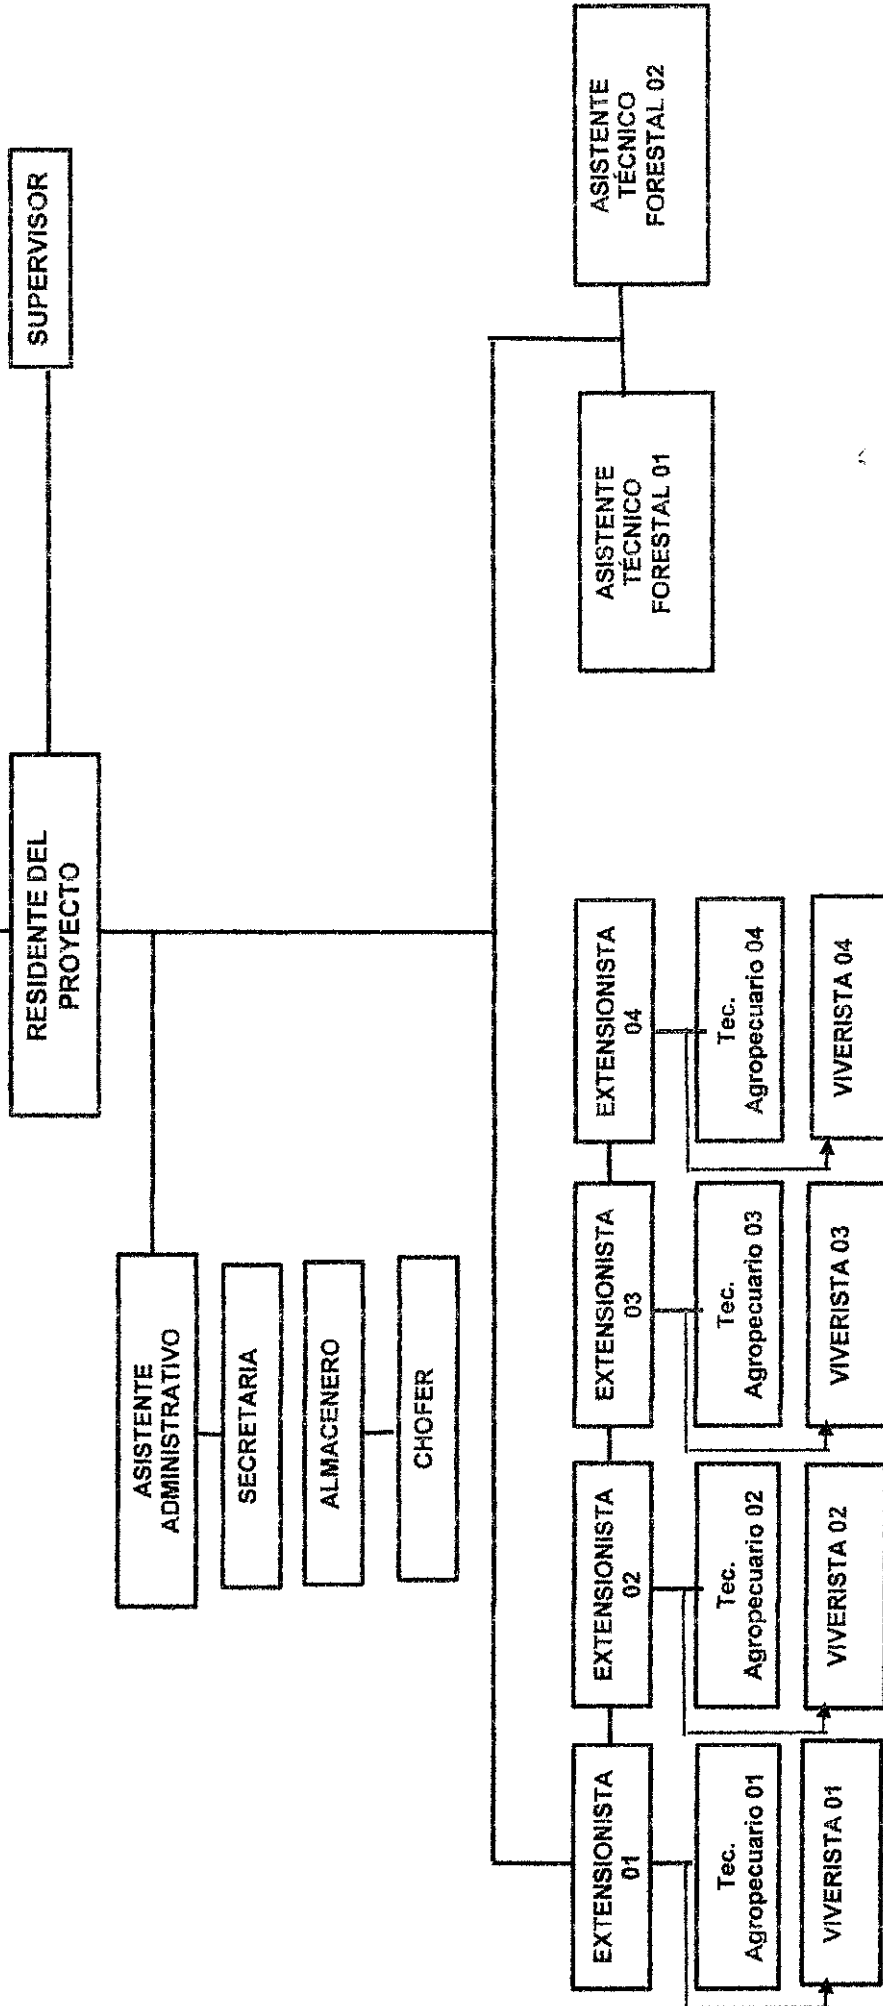 RESIDENTE DEL
PROYECTO
SUPERVISOR
ASISTENTE
ADMINISTRATIVO
SECRETARIA
ALMACENERO
CHOFER
EXTENSIONISTA
01
EXTENSIONISTA
02
EXTENSIONISTA
03
EXTENSIONISTA
04
ASISTENTE
TÉCNICO
FORESTAL 01
ASISTENTE
TÉCNICO
FORESTAL 02
Tec.
Agropecuario 01
Tec.
Agropecuario 02
Tec.
Agropecuario 03
Tec.
Agropecuario 04
VIVERISTA 01
VIVERISTA 02
VIVERISTA 03
VIVERISTA 04